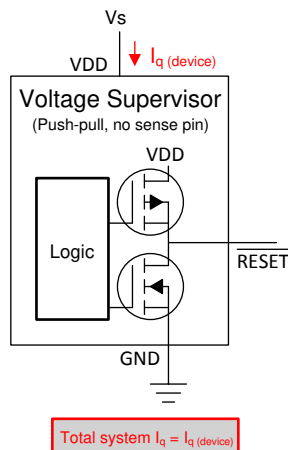 Vs
VDD
Iq (device)
Voltage Supervisor
(Push-pull, no sense pin)
VDD
Logic
RESET
GND
Total system Iq = Iq (device)